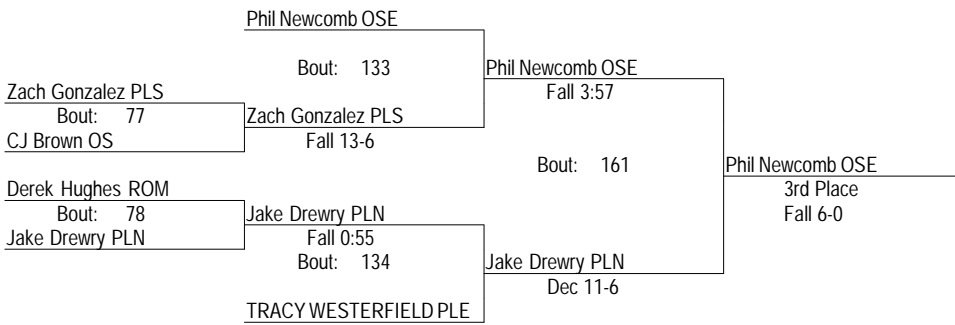 Phil Newcomb OSE
Bout: 133
Phil Newcomb OSE
Zach Gonzalez PLS
Fall 3:57
Bout: 77
Zach Gonzalez PLS
CJ Brown OS
Fall 13-6
Bout: 161
Phil Newcomb OSE
Derek Hughes ROM
3rd Place
Bout: 78
Jake Drewry PLN
Fall 6-0
Jake Drewry PLN
Fall 0:55
Bout: 134
Jake Drewry PLN
Dec 11-6
TRACY WESTERFIELD PLE